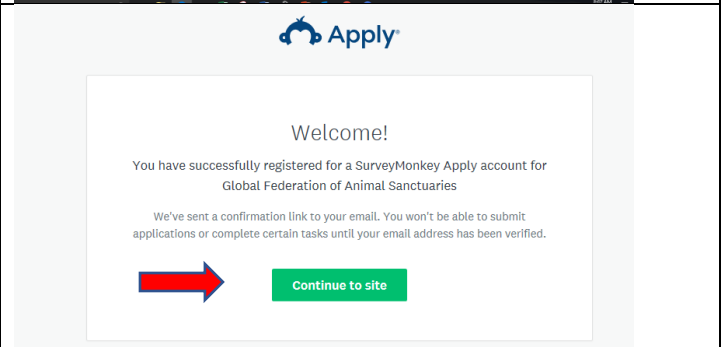 Apply
Welcome!
You have successfully registered for a SurveyMonkey Apply account for
Global Federation of Animal Sanctuaries
We've sent a confirmation link to your email. You won't be able to submit
applications or complete certain tasks until your email address has been verified.
Continue to site